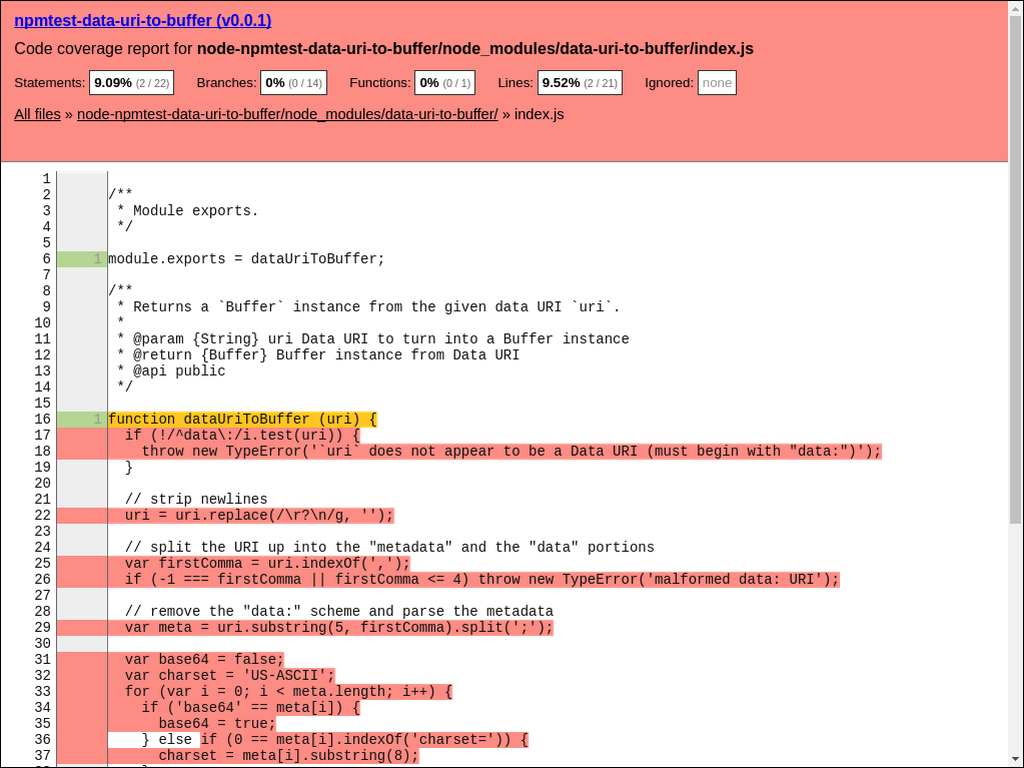 npmtest-data-uri-to-buffer (v0.0.1)
Code coverage report for node-npmtest-data-uri-to-buffer/node_modules/data-uri-to-buffer/index.js
Statements: 9.09% (2 / 22) Branches: 0% (0 / 14) Functions: 0% (0 / 1) Lines: 9.52% (2 / 21) Ignored: none
All files » node-npmtest-data-uri-to-buffer/node_modules/data-uri-to-buffer/ » index.js
1
2 /**
3 * Module exports.
4 */
5
6 1 module.exports = dataUriToBuffer;
7
8 /**
9 * Returns a `Buffer` instance from the given data URI `uri`.
10 *
11 * @param {String} uri Data URI to turn into a Buffer instance
12 * @return {Buffer} Buffer instance from Data URI
13 * @api public
14 */
15
16 1 function dataUriToBuffer (uri) {
17 if (!/^data\:/i.test(uri)) {
18 throw new TypeError('`uri` does not appear to be a Data URI (must begin with "data:")');
19 }
20
21 // strip newlines
22 uri = uri.replace(/\r?\n/g, '');
23
24 // split the URI up into the "metadata" and the "data" portions
25 var firstComma = uri.indexOf(',');
26 if (-1 === firstComma || firstComma <= 4) throw new TypeError('malformed data: URI');
27
28 // remove the "data:" scheme and parse the metadata
29 var meta = uri.substring(5, firstComma).split(';');
30
31 var base64 = false;
32 var charset = 'US-ASCII';
33 for (var i = 0; i < meta.length; i++) {
34 if ('base64' == meta[i]) {
35 base64 = true;
36 } else if (0 == meta[i].indexOf('charset=')) {
37 charset = meta[i].substring(8);